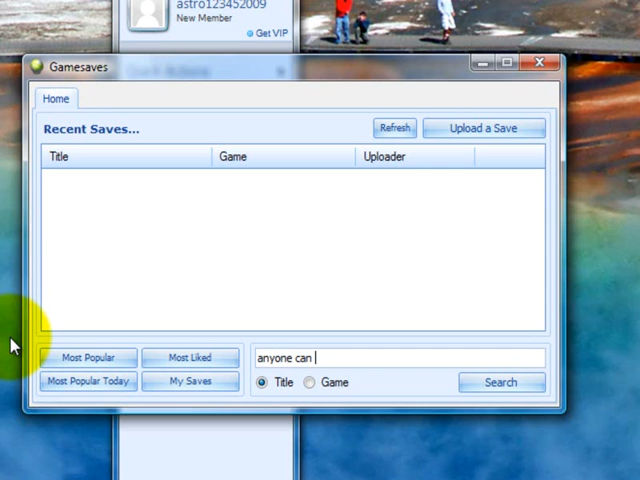 astro123452009
New Member
Get VIP
Gamesaves
Home
Recent Saves...
Refresh
Upload a Save
Title
Game
Uploader
Most Popular
Most Liked
anyone can
Most Popular Today
My Saves
Title
Game
Search